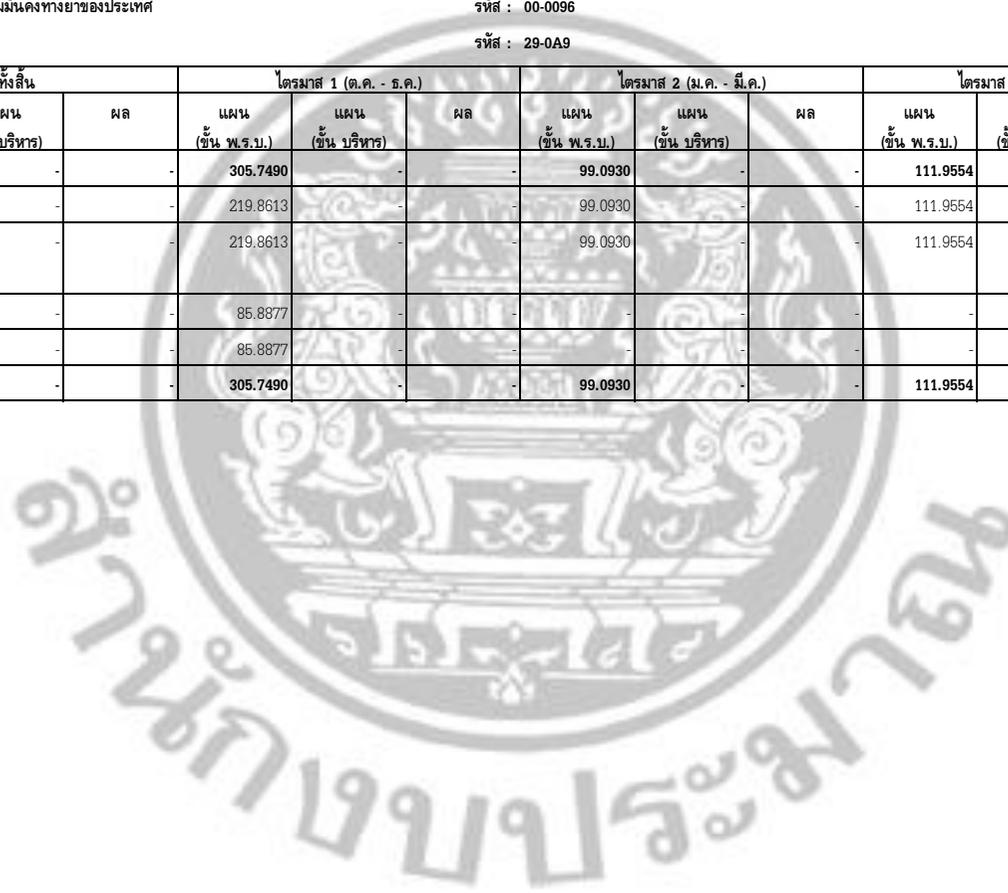 มั่นคงทางยาของประเทศ รหัส : 00-0096
รหัส : 29-0A9
ทั้งสิ้น ไตรมาส 1 (ต.ค. - ธ.ค.) ไตรมาส 2 (ม.ค. - มี.ค.) ไตรมาส
ผล แผน แผน ผล แผน แผน ผล แผน
บริหาร) (ขั้น พ.ร.บ.) (ขั้น บริหาร) (ขั้น พ.ร.บ.) (ขั้น บริหาร) (ขั้น พ.ร.บ.)
- - 305.7490 - - 99.0930 - - 111.9554
- - 219.8613 - - 99.0930 - - 111.9554
- - 219.8613 - - 99.0930 - - 111.9554
- - 85.8877 - - - - - -
- - 85.8877 - - - - - -
- - 305.7490 - - 99.0930 - - 111.9554
สำนักงบประมาณ